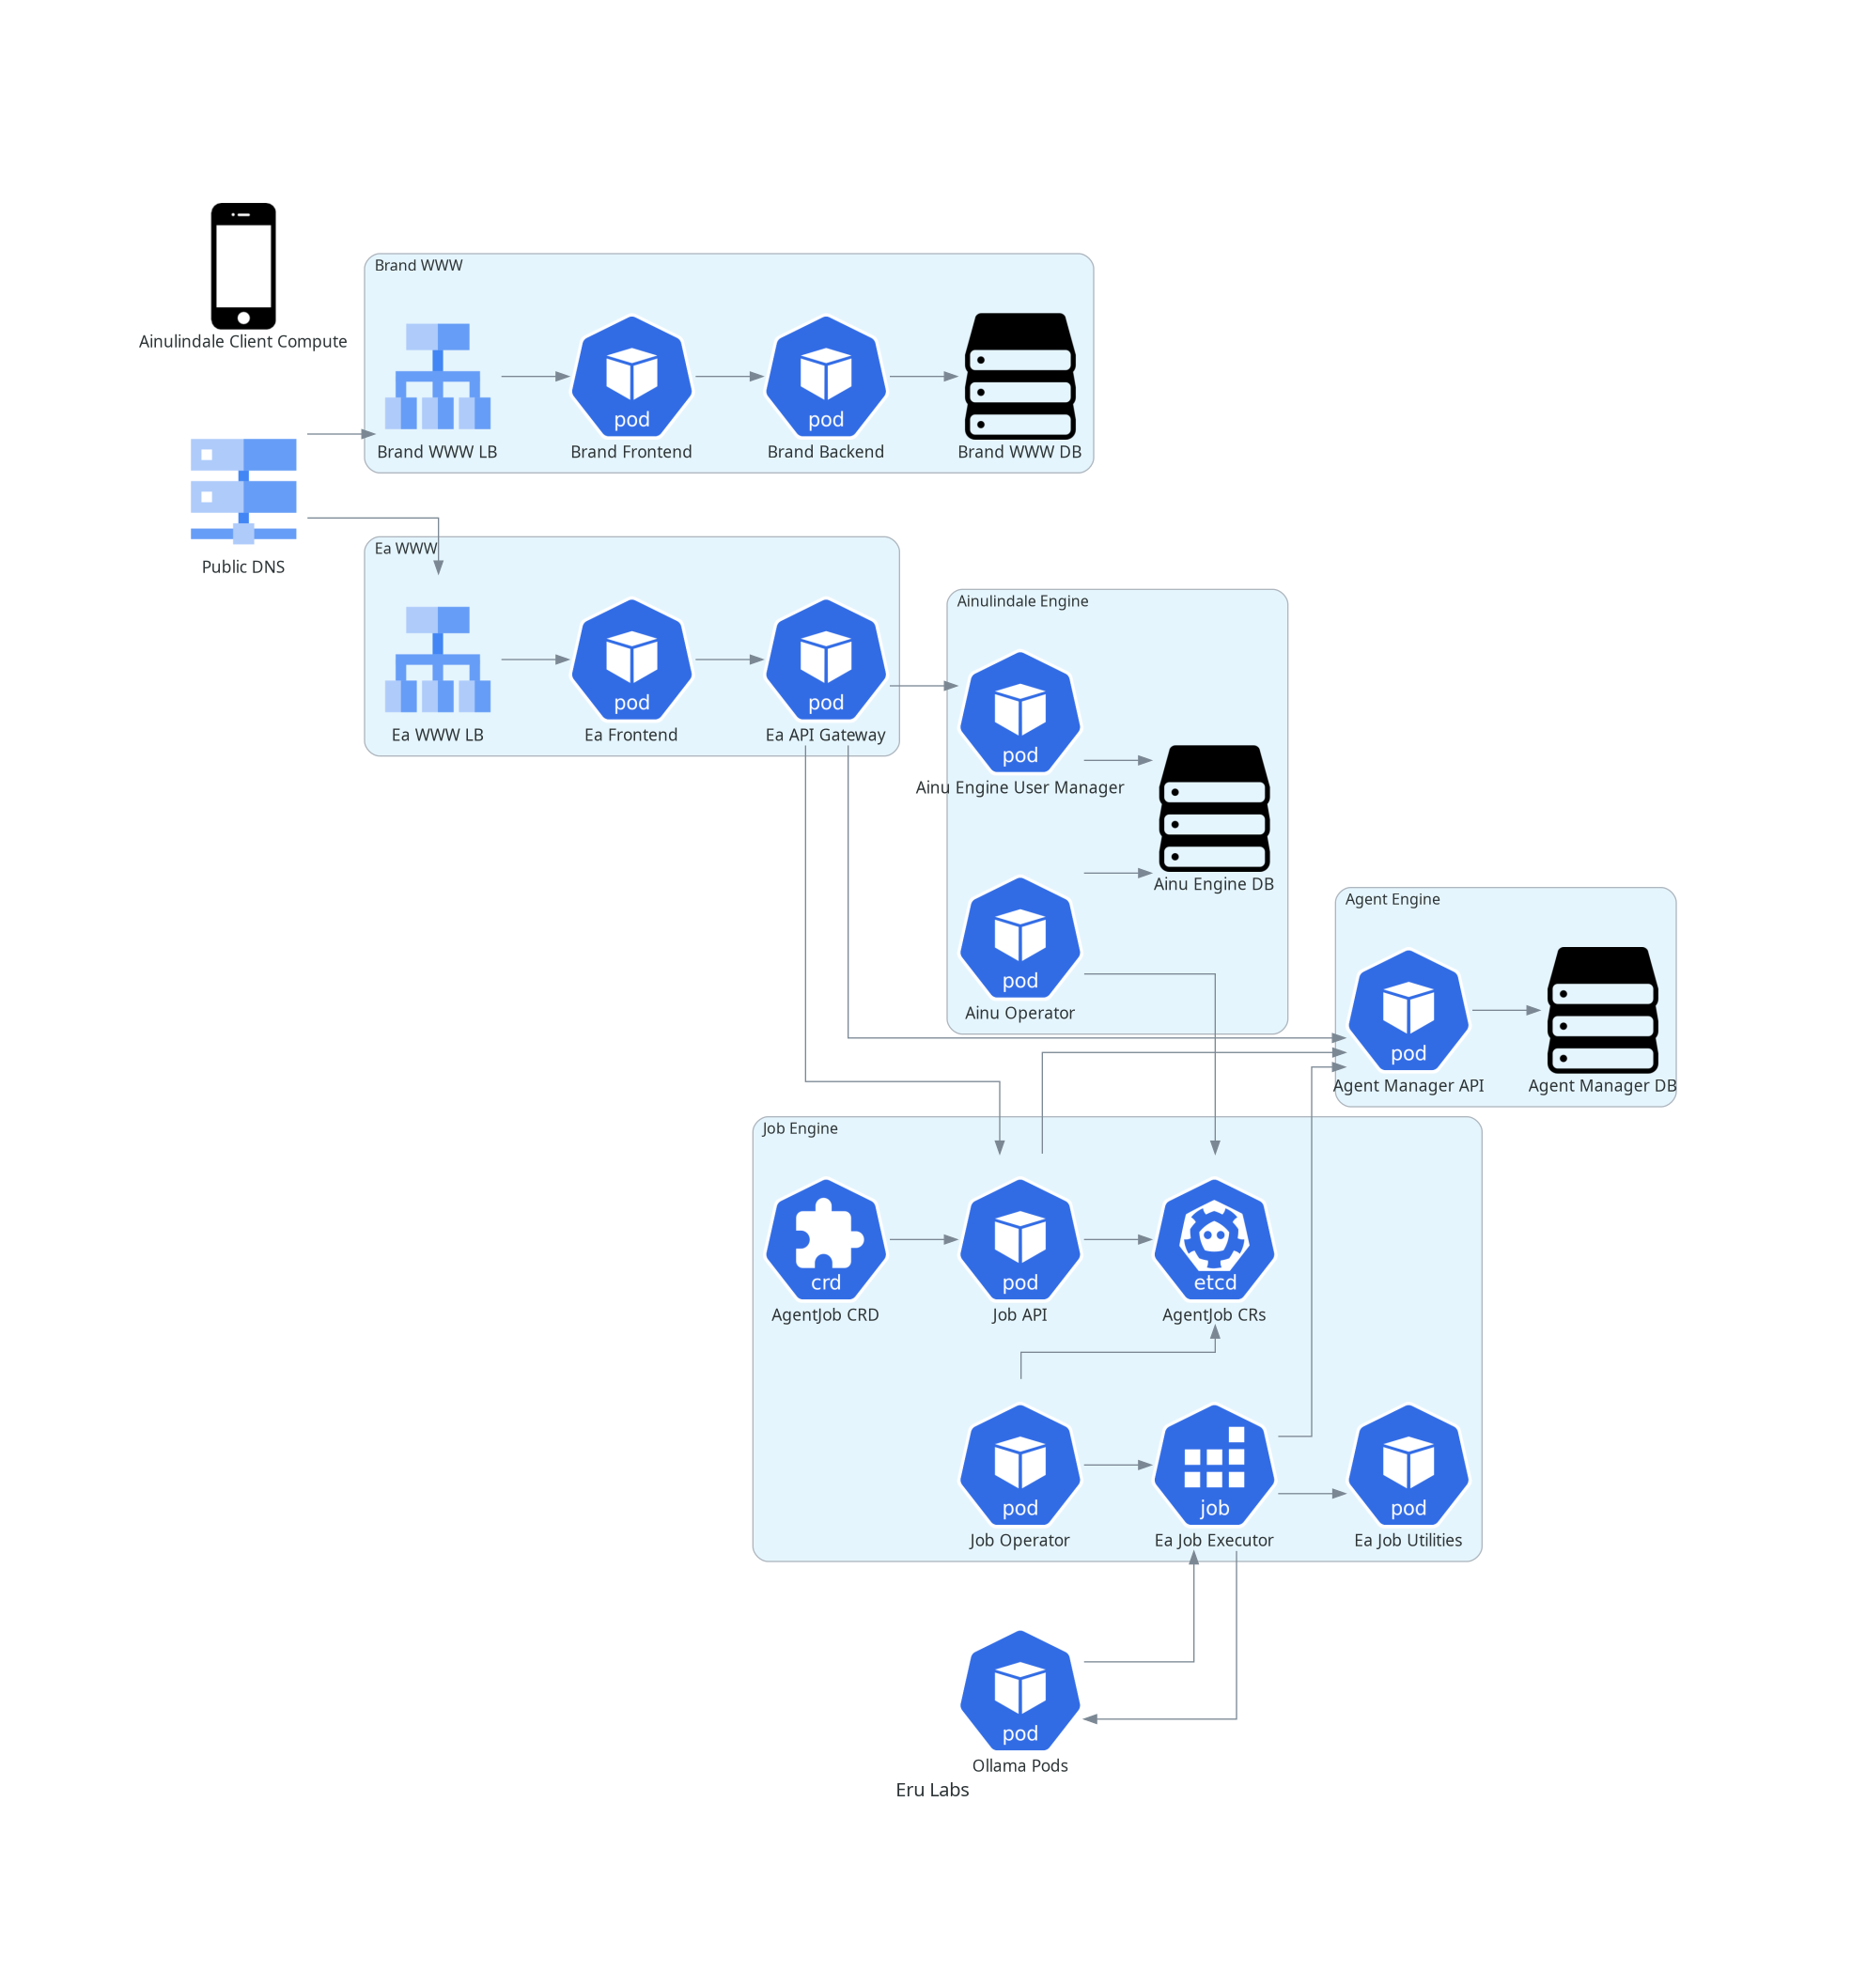 Ainulindale Client Compute
Public DNS
Brand WWW
Brand WWW LB
pod
Brand Frontend
pod
Brand Backend
Brand WWW DB
Ea WWW
Ea WWW LB
pod
Ea Frontend
pod
Ea API Gateway
Ainulindale Engine
pod
Ainu Engine User Manager
Ainu Engine DB
pod
Ainu Operator
Agent Engine
pod
Agent Manager API
Agent Manager DB
Job Engine
crd
AgentJob CRD
pod
Job API
etcd
AgentJob CRs
pod
Job Operator
job
Ea Job Executor
pod
Ea Job Utilities
pod
Ollama Pods
Eru Labs